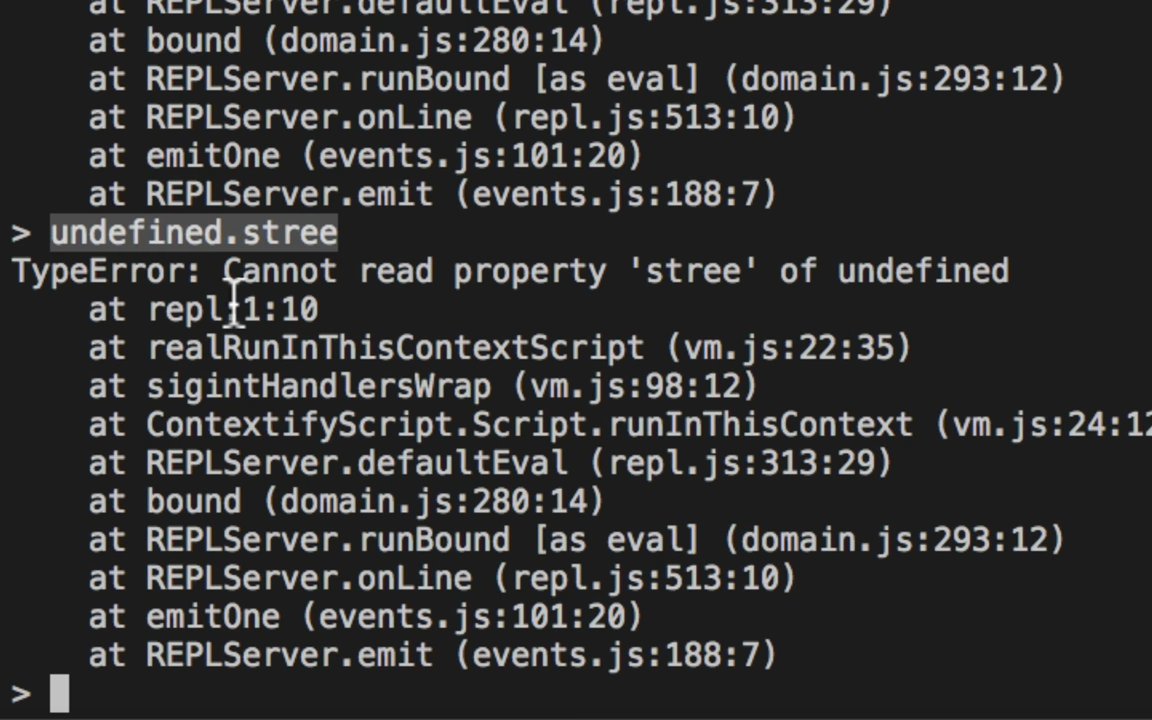 at REPLServer.defaultEval (repl.js:313:29)
at bound (domain.js:280:14)
at REPLServer.runBound [as eval] (domain.js:293:12)
at REPLServer.onLine (repl.js:513:10)
at emitOne (events.js:101:20)
at REPLServer.emit (events.js:188:7)
> undefined.stree
TypeError: Cannot read property 'stree' of undefined
at repl:1:10
at realRunInThisContextScript (vm.js:22:35)
at sigintHandlersWrap (vm.js:98:12)
at ContextifyScript.Script.runInThisContext (vm.js:24:12
at REPLServer.defaultEval (repl.js:313:29)
at bound (domain.js:280:14)
at REPLServer.runBound [as eval] (domain.js:293:12)
at REPLServer.onLine (repl.js:513:10)
at emitOne (events.js:101:20)
at REPLServer.emit (events.js:188:7)
>